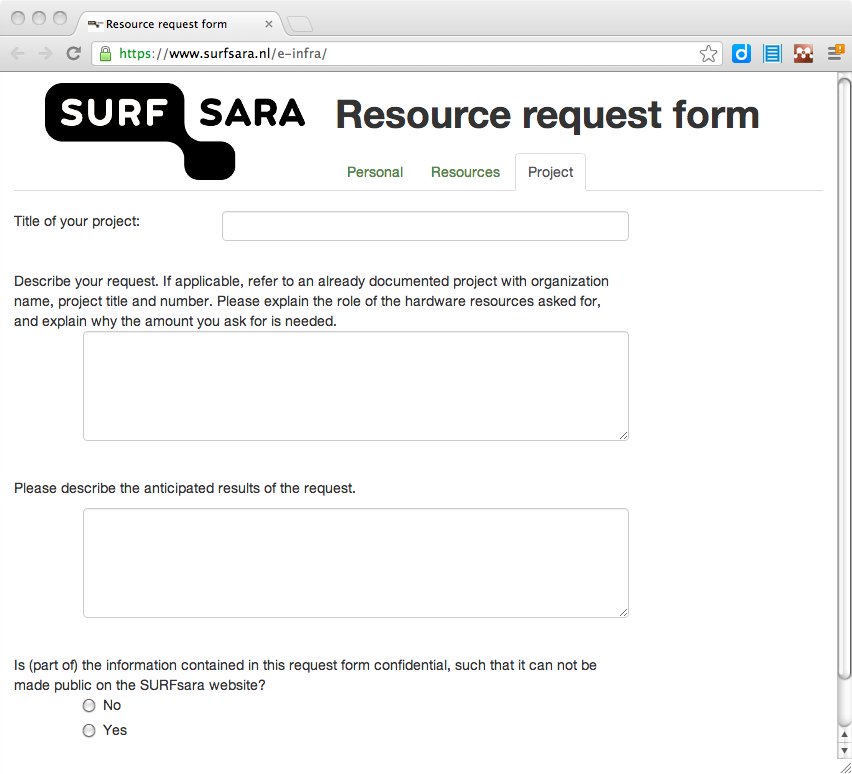 Resource request form
https://www.surfsara.nl/e-infra/
SURF SARA
Resource request form
Personal Resources Project
Title of your project:
Describe your request. If applicable, refer to an already documented project with organization
name, project title and number. Please explain the role of the hardware resources asked for,
and explain why the amount you ask for is needed.
Please describe the anticipated results of the request.
Is (part of) the information contained in this request form confidential, such that it can not be
made public on the SURFsara website?
No
Yes